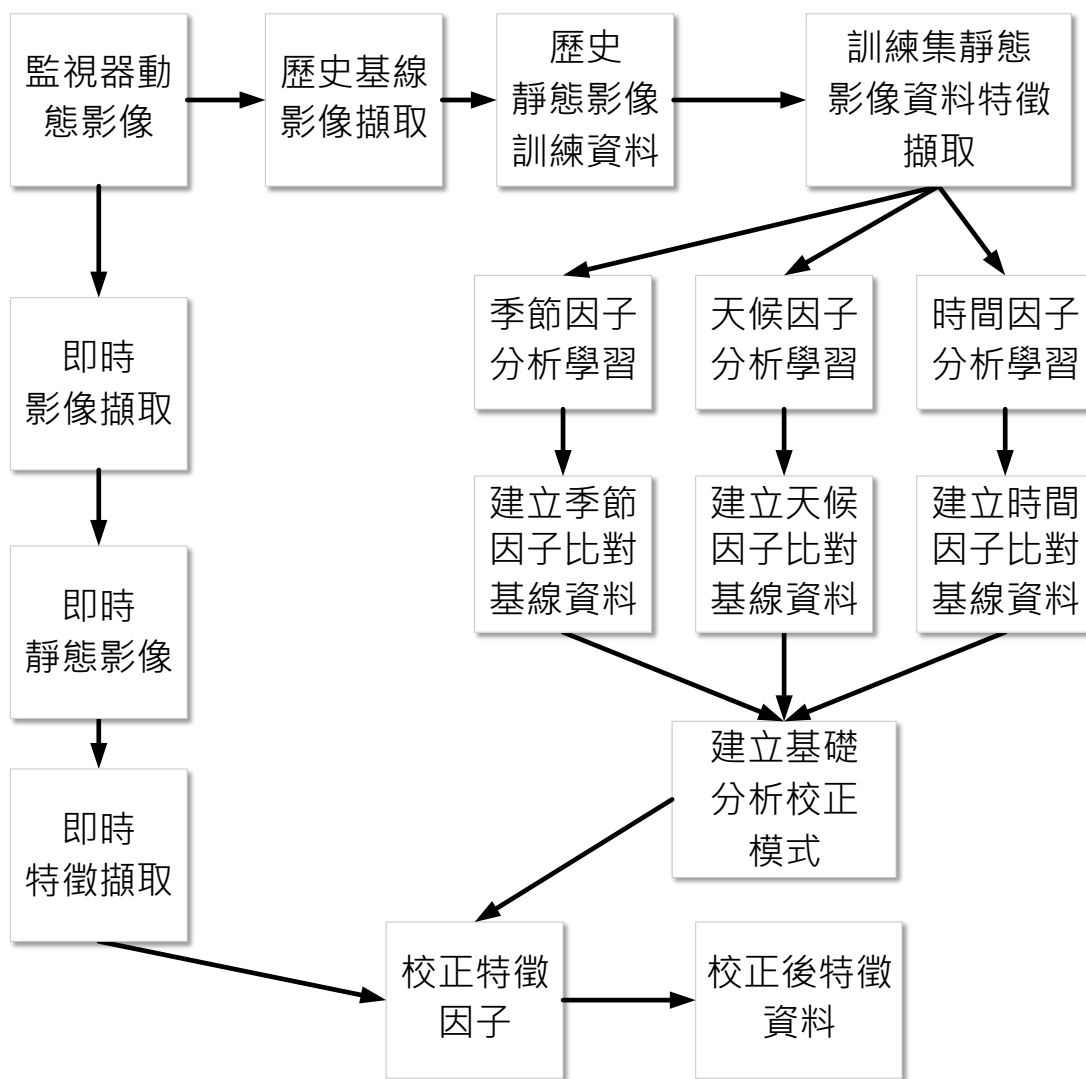 監視器動
態影像
歷史基線
影像擷取
歷史
靜態影像
訓練資料
訓練集靜態
影像資料特徵
擷取
季節因子
分析學習
天候因子
分析學習
時間因子
分析學習
即時
影像擷取
建立季節
因子比對
基線資料
建立天候
因子比對
基線資料
建立時間
因子比對
基線資料
即時
靜態影像
建立基礎
分析校正
模式
即時
特徵擷取
校正特徵
因子
校正後特徵
資料